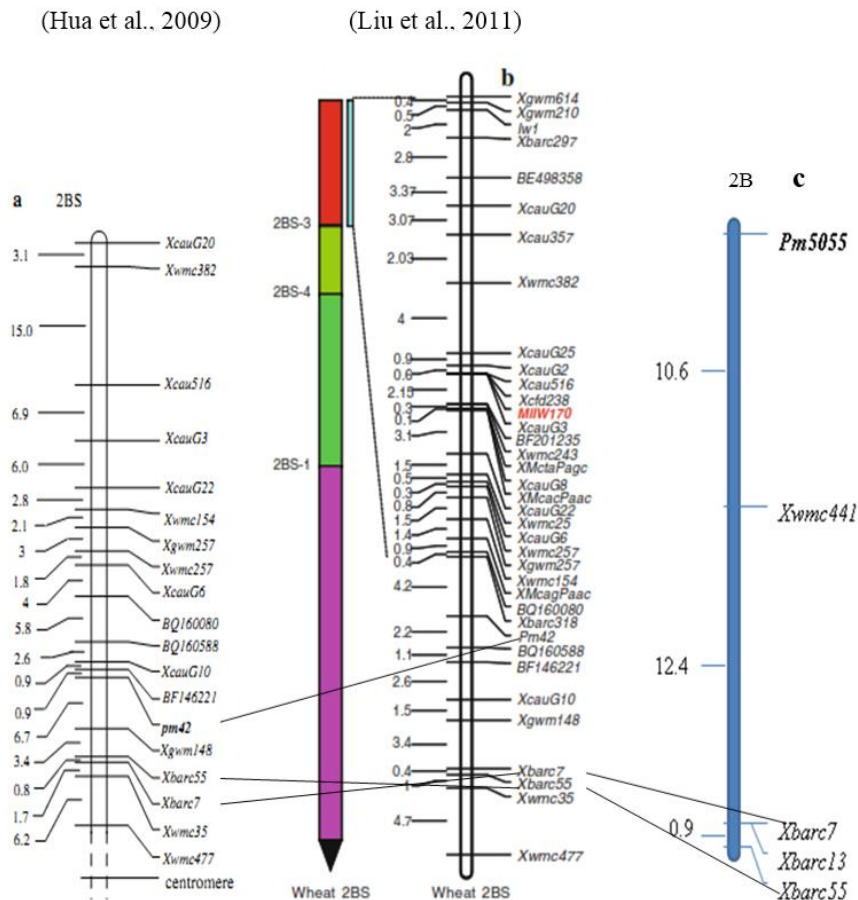 (Hua et al., 2009)
(Liu et al., 2011)
a 2BS
XcauG20
3.1
Xwmc382
15.0
Xcau516
6.9
XcauG3
6.0
XcauG22
2.8
Xwmc154
2.1
Xgwm257
3
Xwmc257
1.8
XcauG6
4
BQ160080
5.8
BQ160588
2.6
XcauG10
0.9
BF146221
0.9
pm42
6.7
Xgwm148
3.4
Xbarc55
0.8
Xbarc7
1.7
Xwmc35
6.2
Xwmc477
centromere
2BS-3
2BS-4
2BS-1
Wheat 2BS
b
0.4
0.5
2
2.8
3.37
3.07
2.03
4
0.9
0.6
2.15
0.3
0.1
3.1
1.5
0.5
0.3
0.8
1.5
1.4
0.9
0.4
4.2
2.2
1.1
2.6
1.5
3.4
0.4
1
4.7
Xgwm614
Xgwm210
Iw1
Xbarc297
BE498358
XcauG20
Xcau357
Xwmc382
XcauG25
XcauG2
Xcau516
Xcfd238
MlIW170
XcauG3
BF201235
Xwmc243
XMctaPagc
XcauG8
XMcacPaac
XcauG22
Xwmc25
XcauG6
Xwmc257
Xgwm257
Xwmc154
XMcagPaac
BQ160080
Xbarc318
Pm42
BQ160588
BF146221
XcauG10
Xgwm148
Xbarc7
Xbarc55
Xwmc35
Xwmc477
Wheat 2BS
2B c
Pm5055
10.6
Xwmc441
12.4
0.9
Xbarc7
Xbarc13
Xbarc55